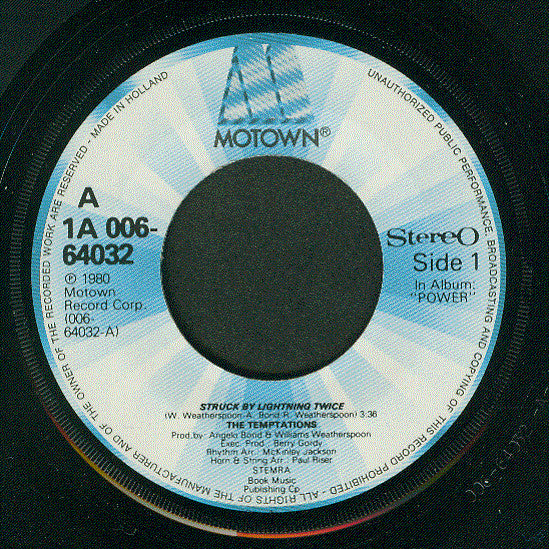 MOTOWN®
A
1A 006-
64032
℗ 1980
Motown
Record Corp.
(006-
64032-A)
Stereo
Side 1
In Album:
"POWER"
STRUCK BY LIGHTNING TWICE
(W. Weatherspoon-A. Bond R. Weatherspoon) 3.36
THE TEMPTATIONS
Prod.by : Angelo Bond & Williams Weatherspoon
Exec. Prod : Berry Gordy
Rhythm Arr.: McKinley Jackson
Horn & String Arr : Paul Riser
STEMRA
Book Music
Publishing Cp
ALL RIGHTS OF THE MANUFACTURER AND OF THE OWNER OF THE RECORDED WORK ARE RESERVED - MADE IN HOLLAND
UNAUTHORIZED PUBLIC PERFORMANCE, BROADCASTING AND COPYING OF THIS RECORD PROHIBITED -